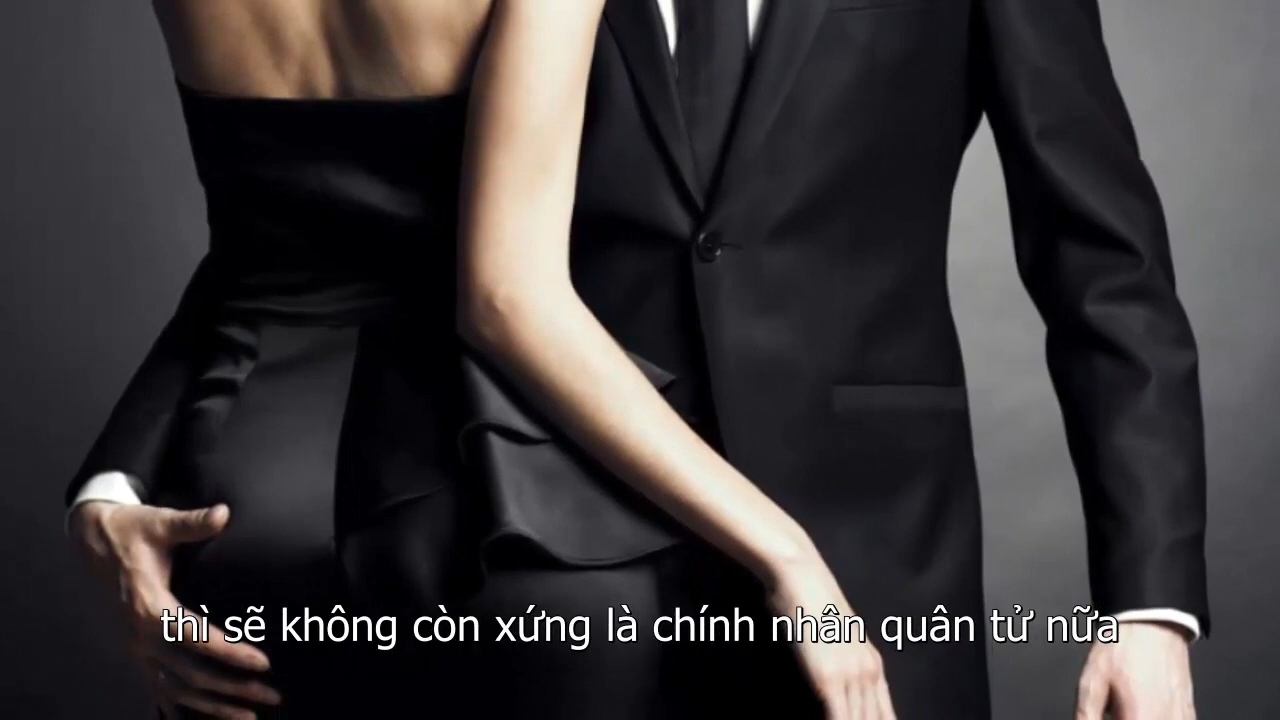 thì sẽ không còn xứng là chính nhân quân tử nữa